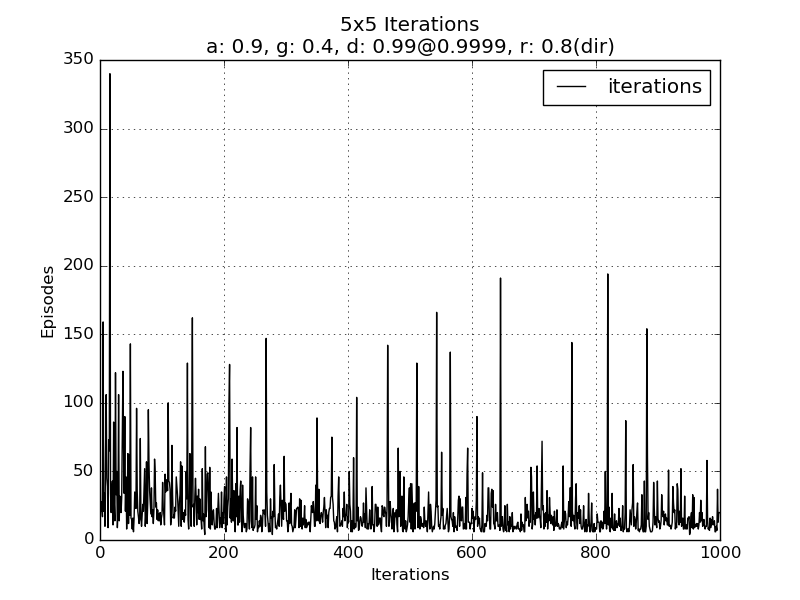 5x5 Iterations
a: 0.9, g: 0.4, d: 0.99@0.9999, r: 0.8(dir)
iterations
350
300
250
200
150
100
50
0
Episodes
0 200 400 600 800 1000
Iterations